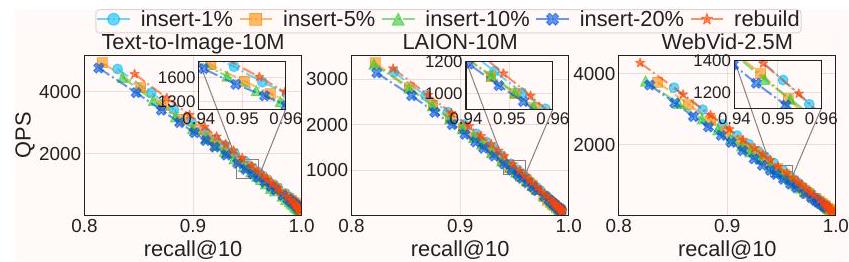 insert-1% insert-5% insert-10% insert-20% rebuild
Text-to-Image-10M LAION-10M WebVid-2.5M
QPS
4000
2000
1600
1300
0.94 0.95 0.96
0.8 0.9 1.0
recall@10
3000
2000
1000
0
1200
1000
0.94 0.95 0.96
0.8 0.9 1.0
recall@10
4000
2000
1400
1200
0.94 0.95 0.96
0.8 0.9 1.0
recall@10